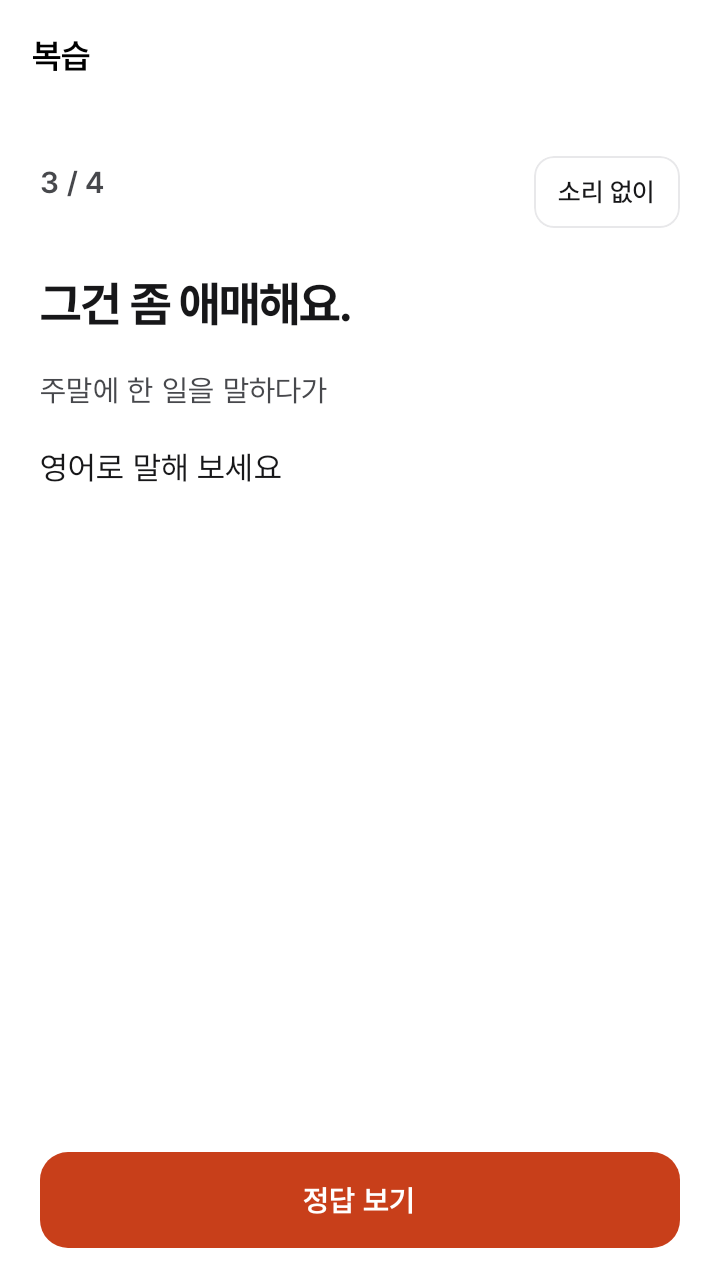 복습
3 / 4
소리 없이
그건 좀 애매해요.
주말에 한 일을 말하다가
영어로 말해 보세요
정답 보기